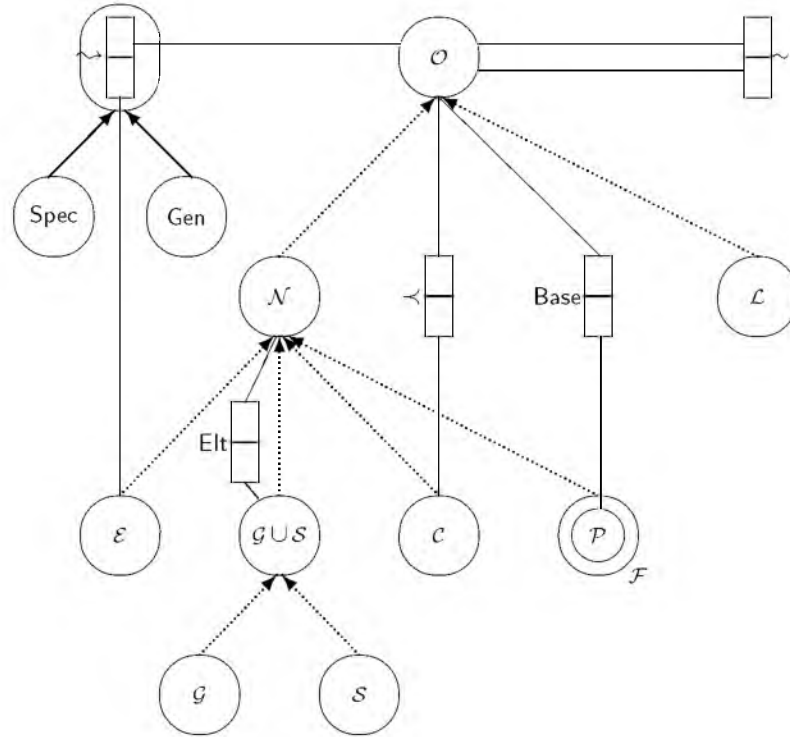 ⤳ 𝒪 ~
Spec Gen
𝒩 ≺ Base ℒ
Elt
ℰ 𝒢 ∪ 𝒮 𝒞 𝒫
ℱ
𝒢 𝒮